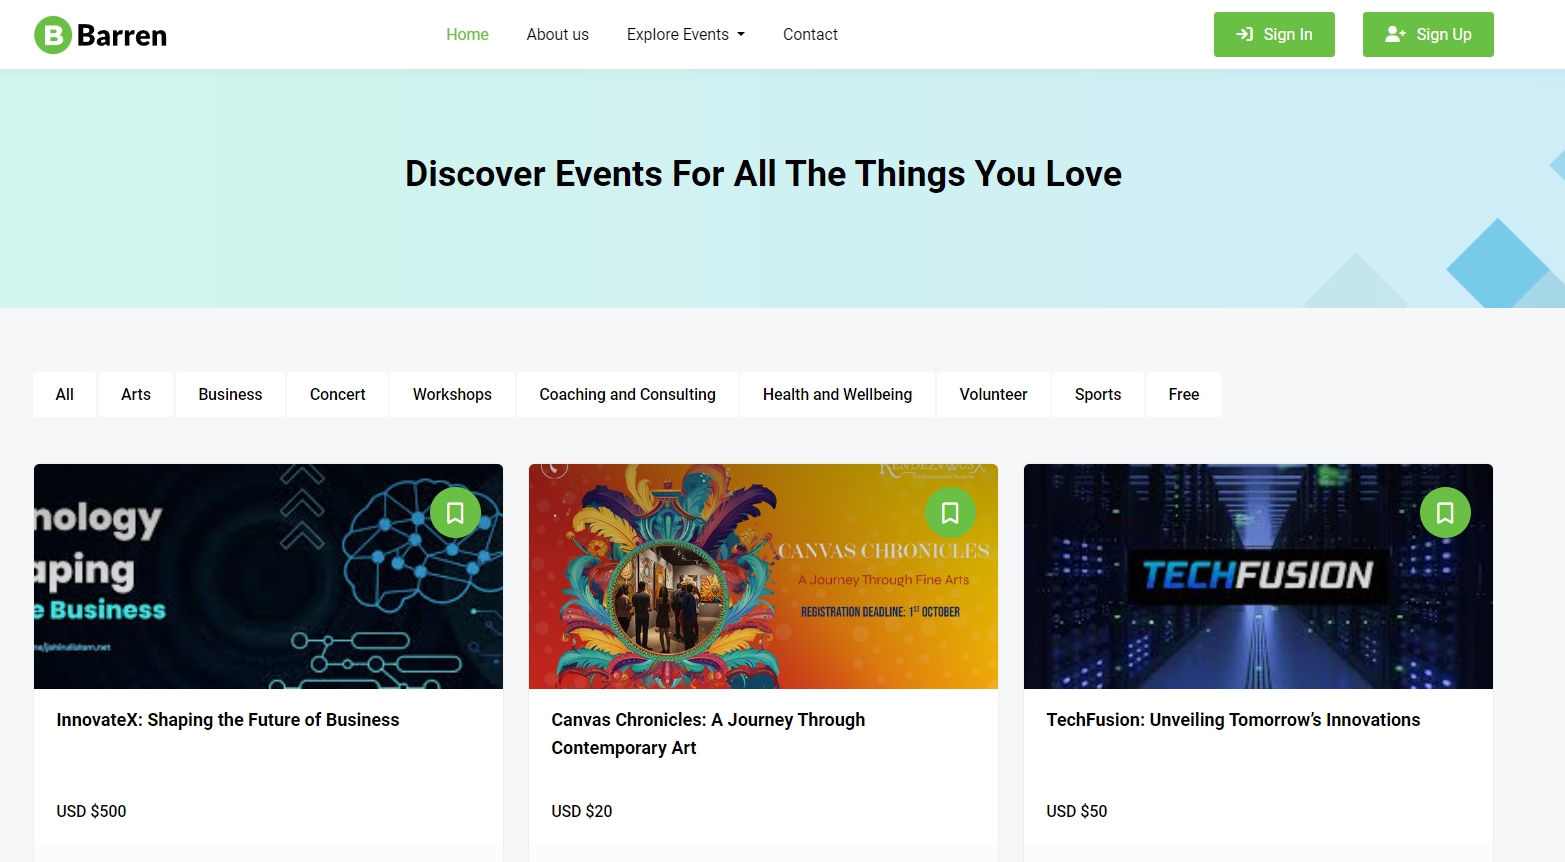 B Barren
Home
About us
Explore Events
Contact
Sign In
Sign Up
Discover Events For All The Things You Love
All
Arts
Business
Concert
Workshops
Coaching and Consulting
Health and Wellbeing
Volunteer
Sports
Free
nology
aping
e Business
CANVAS CHRONICLES
A Journey Through Fine Arts
REGISTRATION DEADLINE: 1ST OCTOBER
TECHFUSION
InnovateX: Shaping the Future of Business
USD $500
Canvas Chronicles: A Journey Through
Contemporary Art
USD $20
TechFusion: Unveiling Tomorrow’s Innovations
USD $50